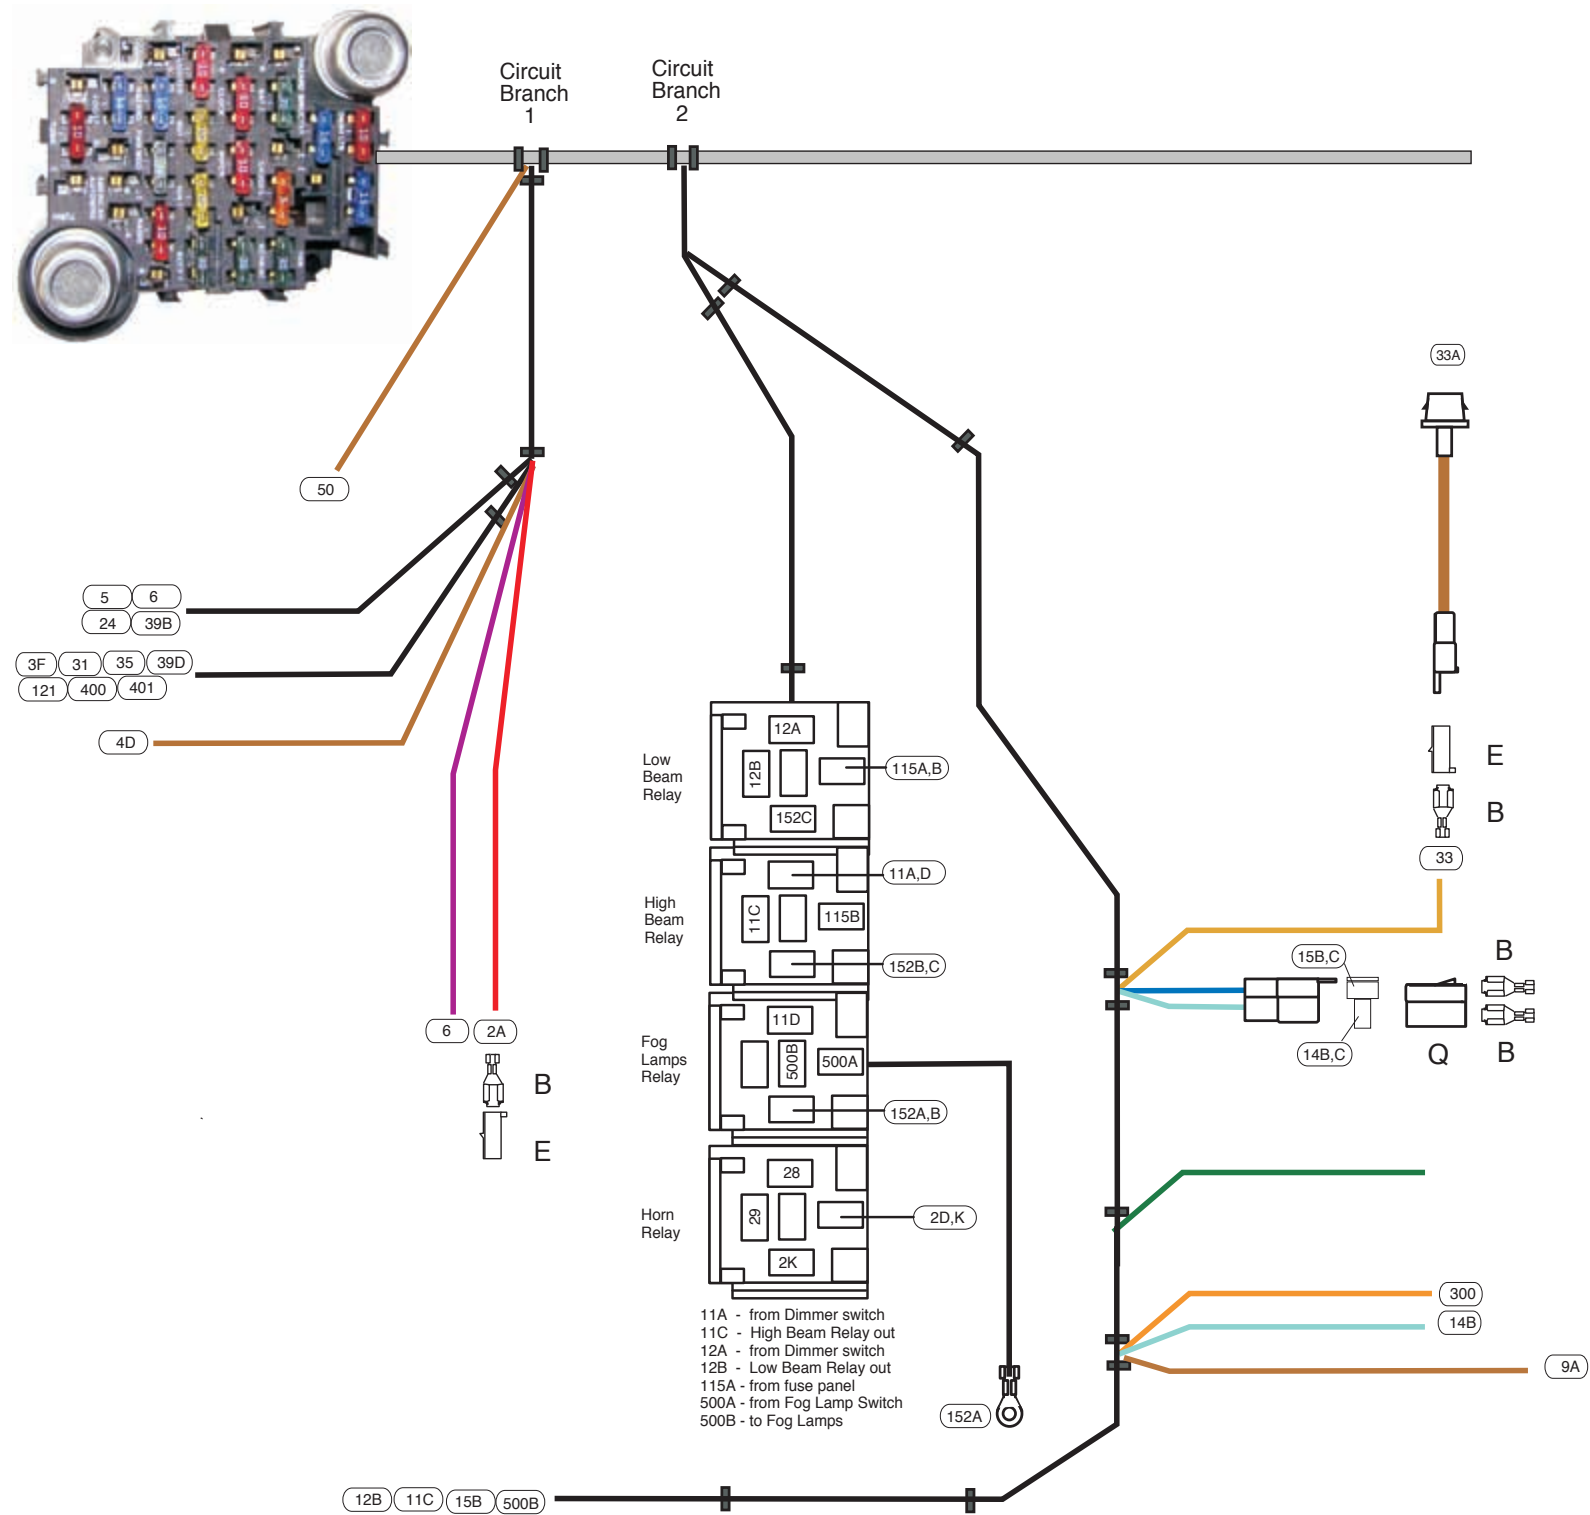 Circuit
Branch
1
Circuit
Branch
2
33A
50
5 6
24 39B
3F 31 35 39D
121 400 401
4D
6 2A
B
E
Low
Beam
Relay
12A
12B
152C
115A,B
High
Beam
Relay
11A,D
11C
115B
152B,C
Fog
Lamps
Relay
11D
500B
500A
152A,B
Horn
Relay
28
29
2K
2D,K
11A - from Dimmer switch
11C - High Beam Relay out
12A - from Dimmer switch
12B - Low Beam Relay out
115A - from fuse panel
500A - from Fog Lamp Switch
500B - to Fog Lamps
152A
E
B
33
15B,C
14B,C
Q
B
B
300
14B
9A
12B 11C 15B 500B